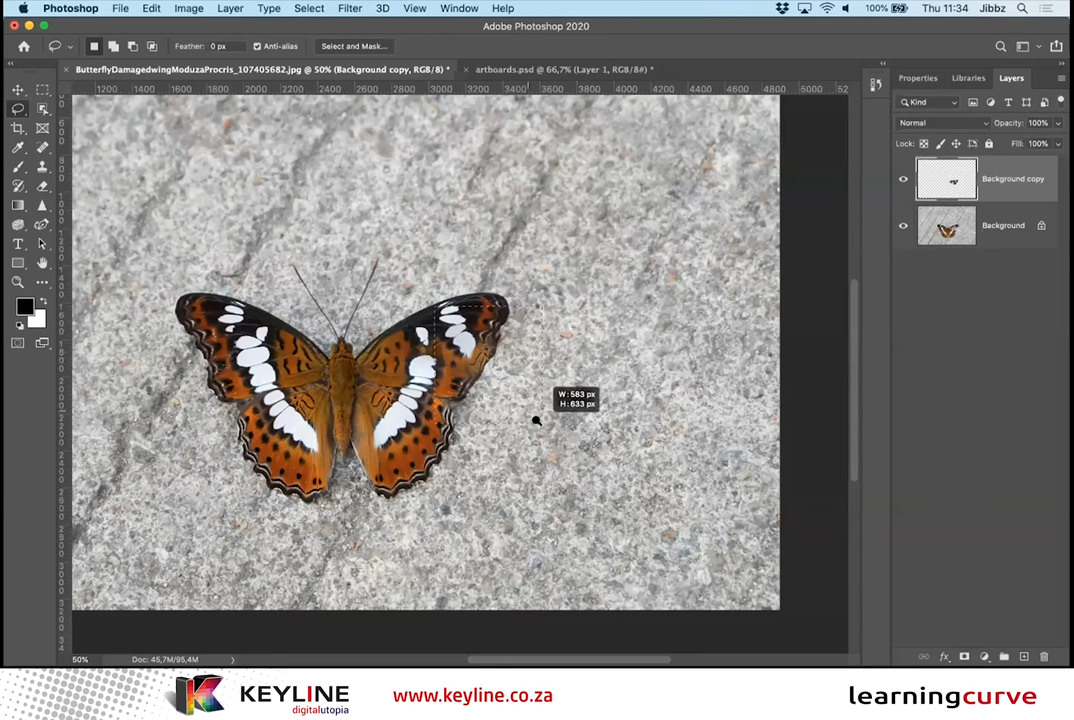 Photoshop File Edit Image Layer Type Select Filter 3D View Window Help 100% Thu 11:34 Jibbz
Adobe Photoshop 2020
Feather: 0 px Anti-alias Select and Mask...
ButterflyDamagedwingModuzaProcris_107405682.jpg @ 50% (Background copy, RGB/8) * artboards.psd @ 66,7% (Layer 1, RGB/8#) *
Properties Libraries Layers
1200 1400 1600 1800 2000 2200 2400 2600 2800 3000 3200 3400 3600 3800 4000 4200 4400 4600 4800 5000 52
Kind
Normal Opacity: 100%
Lock: Fill: 100%
Background copy
Background
W: 583 px
H: 633 px
50% Doc: 45,7M/95,4M
KEYLINE
digitalutopia
www.keyline.co.za
learningcurve